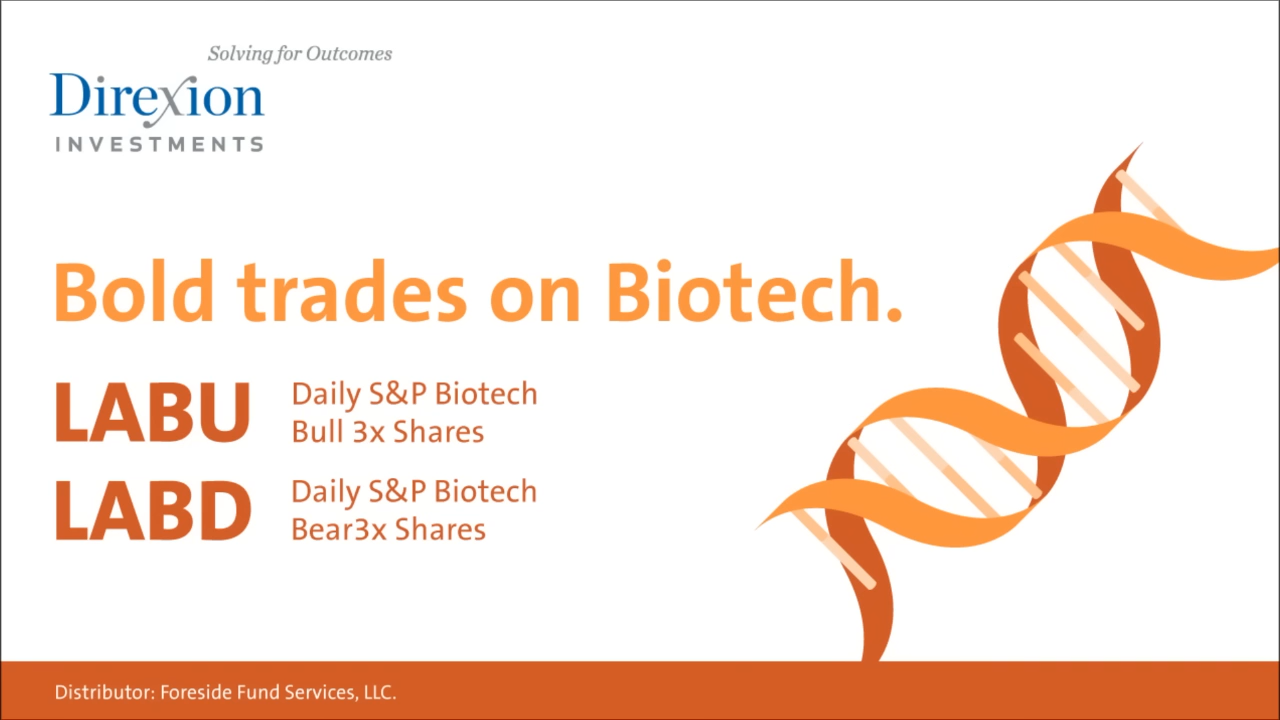 Solving for Outcomes
Direxion
INVESTMENTS
Bold trades on Biotech.
LABU
Daily S&P Biotech
Bull 3x Shares
LABD
Daily S&P Biotech
Bear3x Shares
Distributor: Foreside Fund Services, LLC.